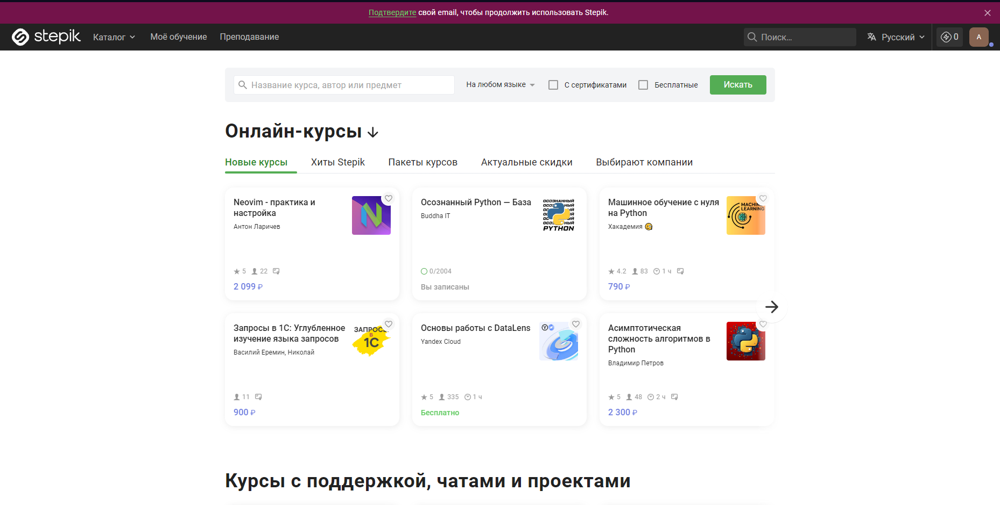 Подтвердите свой email, чтобы продолжить использовать Stepik.
stepik Каталог Моё обучение Преподавание Поиск... Русский 0 A
Название курса, автор или предмет На любом языке С сертификатами Бесплатные Искать
Онлайн-курсы
Новые курсы Хиты Stepik Пакеты курсов Актуальные скидки Выбирают компании
Neovim - практика и
настройка
Антон Ларичев
5 22
2 099 ₽
Осознанный Python — База
Buddha IT
ОСОЗНАННЫЙ
PYTHON
0/2004
Вы записаны
Машинное обучение с нуля
на Python
Хакадемия
MACHINE
LEARNING
4.2 83 1 ч
790 ₽
Запросы в 1С: Углубленное
изучение языка запросов
Василий Еремин, Николай
ЗАПРОСЫ
В
1С
11
900 ₽
Основы работы с DataLens
Yandex Cloud
5 335 1 ч
Бесплатно
Асимптотическая
сложность алгоритмов в
Python
Владимир Петров
5 48 2 ч
2 300 ₽
Курсы с поддержкой, чатами и проектами